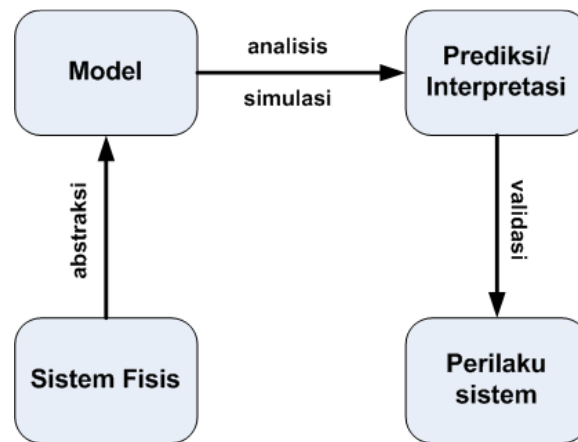 Model
analisis
simulasi
Prediksi/
Interpretasi
abstraksi
validasi
Sistem Fisis
Perilaku
sistem